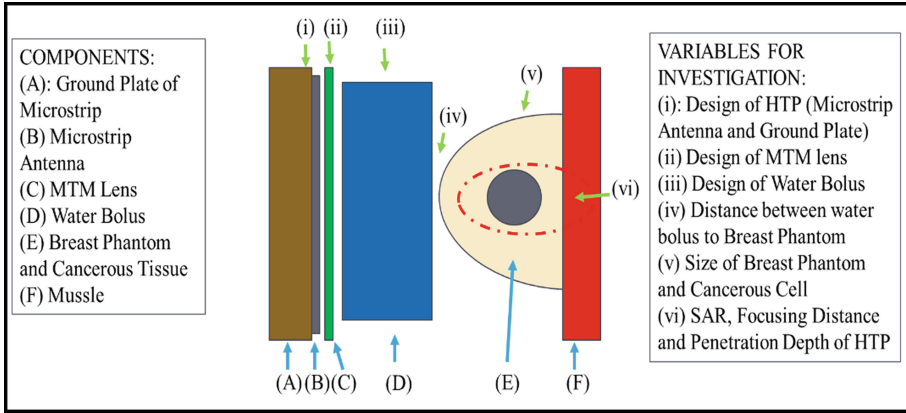 COMPONENTS:
(A): Ground Plate of
Microstrip
(B) Microstrip
Antenna
(C) MTM Lens
(D) Water Bolus
(E) Breast Phantom
and Cancerous Tissue
(F) Mussle
(i)
(ii)
(iii)
(iv)
(v)
(vi)
(A)
(B)
(C)
(D)
(E)
(F)
VARIABLES FOR
INVESTIGATION:
(i): Design of HTP (Microstrip
Antenna and Ground Plate)
(ii) Design of MTM lens
(iii) Design of Water Bolus
(iv) Distance between water
bolus to Breast Phantom
(v) Size of Breast Phantom
and Cancerous Cell
(vi) SAR, Focusing Distance
and Penetration Depth of HTP